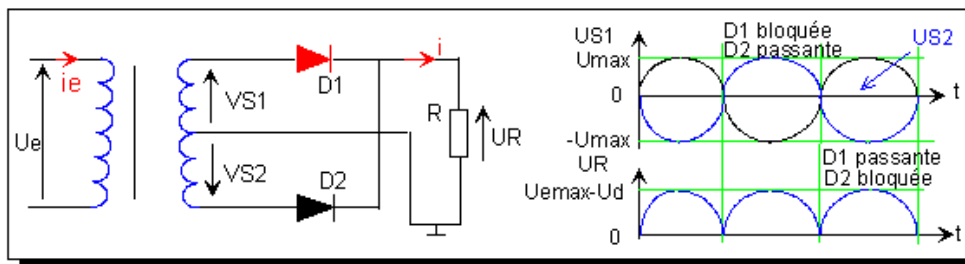 ie
Ue
VS1
VS2
D1
D2
i
R
UR
US1
Umax
0
-Umax
D1 bloquée
D2 passante
US2
t
UR
Uemax-Ud
0
D1 passante
D2 bloquée
t